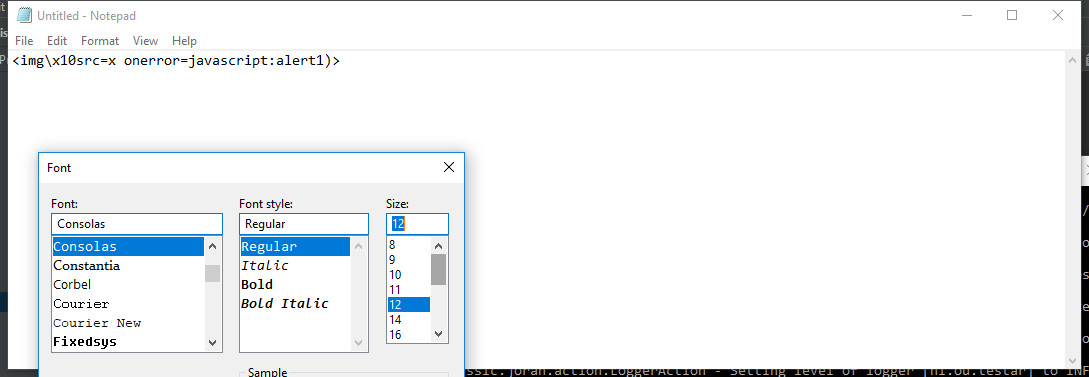 Untitled - Notepad
File Edit Format View Help
<img\x10src=x onerror=javascript:alert1)>
Font
Font: Font style: Size:
Consolas Regular 12
Consolas Regular 8
Constantia Italic 9
Corbel Bold 10
Courier Bold Italic 11
Courier New 12
Fixedsys 14
16
Sample
ssic.joran.action.LoggerAction - Setting level of logger [nl.ou.testar] to INF